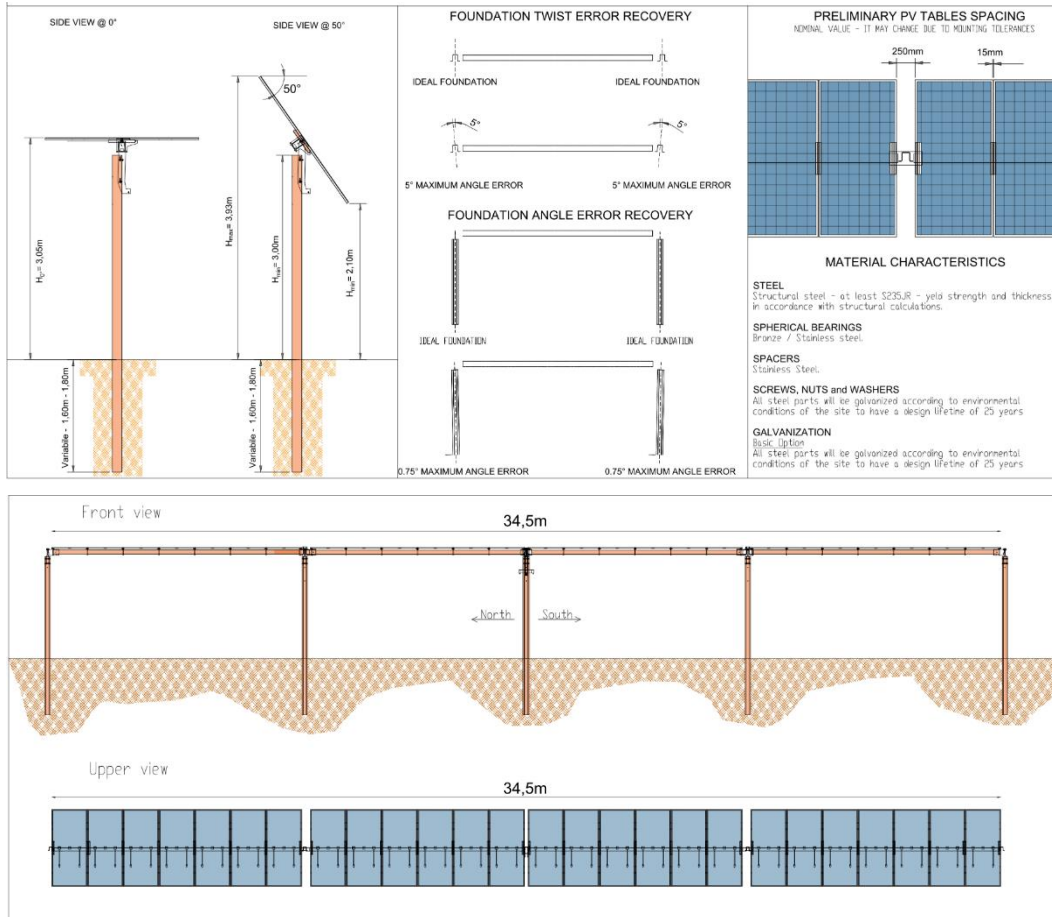 SIDE VIEW @ 0°
SIDE VIEW @ 50°
50°
H0°= 3,05m
Hmax= 3,93m
Hmin= 3,00m
Hmin= 2,10m
Variabile - 1,60m - 1,80m
Variabile - 1,60m - 1,80m
FOUNDATION TWIST ERROR RECOVERY
IDEAL FOUNDATION
IDEAL FOUNDATION
5°
5°
5° MAXIMUM ANGLE ERROR
5° MAXIMUM ANGLE ERROR
FOUNDATION ANGLE ERROR RECOVERY
IDEAL FOUNDATION
IDEAL FOUNDATION
0.75° MAXIMUM ANGLE ERROR
0.75° MAXIMUM ANGLE ERROR
PRELIMINARY PV TABLES SPACING
NOMINAL VALUE - IT MAY CHANGE DUE TO MOUNTING TOLERANCES
250mm
15mm
MATERIAL CHARACTERISTICS
STEEL
Structural steel - at least S235JR - yeld strength and thickness
in accordance with structural calculations.
SPHERICAL BEARINGS
Bronze / Stainless steel.
SPACERS
Stainless Steel.
SCREWS, NUTS and WASHERS
All steel parts will be galvanized according to environmental
conditions of the site to have a design lifetime of 25 years
GALVANIZATION
Basic Option
All steel parts will be galvanized according to environmental
conditions of the site to have a design lifetime of 25 years
Front view
34,5m
North
South
Upper view
34,5m